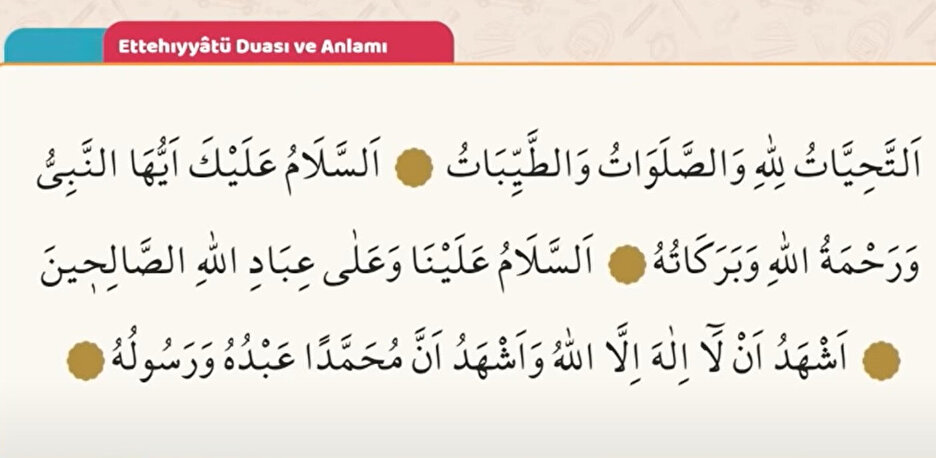 Ettehıyyâtü Duası ve Anlamı
اَلتَّحِيَّاتُ لِلّٰهِ وَالصَّلَوَاتُ وَالطَّيِّبَاتُ اَلسَّلَامُ عَلَيْكَ اَيُّهَا النَّبِىُّ
وَرَحْمَةُ اللّٰهِ وَبَرَكَاتُهُ اَلسَّلَامُ عَلَيْنَا وَعَلٰى عِبَادِ اللّٰهِ الصَّالِحٖينَ
اَشْهَدُ اَنْ لَٓا اِلٰهَ اِلَّا اللّٰهُ وَاَشْهَدُ اَنَّ مُحَمَّدًا عَبْدُهُ وَرَسُولُهُ